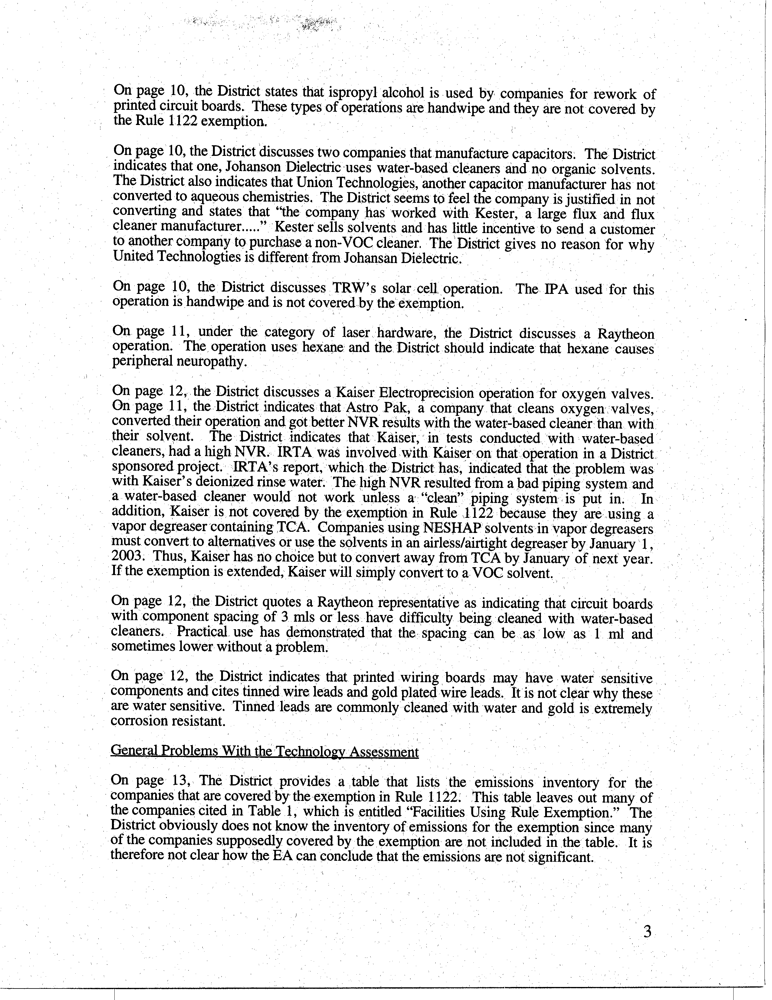 On page 10, the District states that ispropyl alcohol is used by companies for rework of
printed circuit boards. These types of operations are handwipe and they are not covered by
the Rule 1122 exemption.
On page 10, the District discusses two companies that manufacture capacitors. The District
indicates that one, Johanson Dielectric uses water-based cleaners and no organic solvents.
The District also indicates that Union Technologies, another capacitor manufacturer has not
converted to aqueous chemistries. The District seems to feel the company is justified in not
converting and states that “the company has worked with Kester, a large flux and flux
cleaner manufacturer.....” Kester sells solvents and has little incentive to send a customer
to another company to purchase a non-VOC cleaner. The District gives no reason for why
United Technologties is different from Johansan Dielectric.
On page 10, the District discusses TRW’s solar cell operation. The IPA used for this
operation is handwipe and is not covered by the exemption.
On page 11, under the category of laser hardware, the District discusses a Raytheon
operation. The operation uses hexane and the District should indicate that hexane causes
peripheral neuropathy.
On page 12, the District discusses a Kaiser Electroprecision operation for oxygen valves.
On page 11, the District indicates that Astro Pak, a company that cleans oxygen valves,
converted their operation and got better NVR results with the water-based cleaner than with
their solvent. The District indicates that Kaiser, in tests conducted with water-based
cleaners, had a high NVR. IRTA was involved with Kaiser on that operation in a District
sponsored project. IRTA’s report, which the District has, indicated that the problem was
with Kaiser’s deionized rinse water. The high NVR resulted from a bad piping system and
a water-based cleaner would not work unless a “clean” piping system is put in. In
addition, Kaiser is not covered by the exemption in Rule 1122 because they are using a
vapor degreaser containing TCA. Companies using NESHAP solvents in vapor degreasers
must convert to alternatives or use the solvents in an airless/airtight degreaser by January 1,
2003. Thus, Kaiser has no choice but to convert away from TCA by January of next year.
If the exemption is extended, Kaiser will simply convert to a VOC solvent.
On page 12, the District quotes a Raytheon representative as indicating that circuit boards
with component spacing of 3 mls or less have difficulty being cleaned with water-based
cleaners. Practical use has demonstrated that the spacing can be as low as 1 ml and
sometimes lower without a problem.
On page 12, the District indicates that printed wiring boards may have water sensitive
components and cites tinned wire leads and gold plated wire leads. It is not clear why these
are water sensitive. Tinned leads are commonly cleaned with water and gold is extremely
corrosion resistant.
General Problems With the Technology Assessment
On page 13, The District provides a table that lists the emissions inventory for the
companies that are covered by the exemption in Rule 1122. This table leaves out many of
the companies cited in Table 1, which is entitled “Facilities Using Rule Exemption.” The
District obviously does not know the inventory of emissions for the exemption since many
of the companies supposedly covered by the exemption are not included in the table. It is
therefore not clear how the EA can conclude that the emissions are not significant.
3